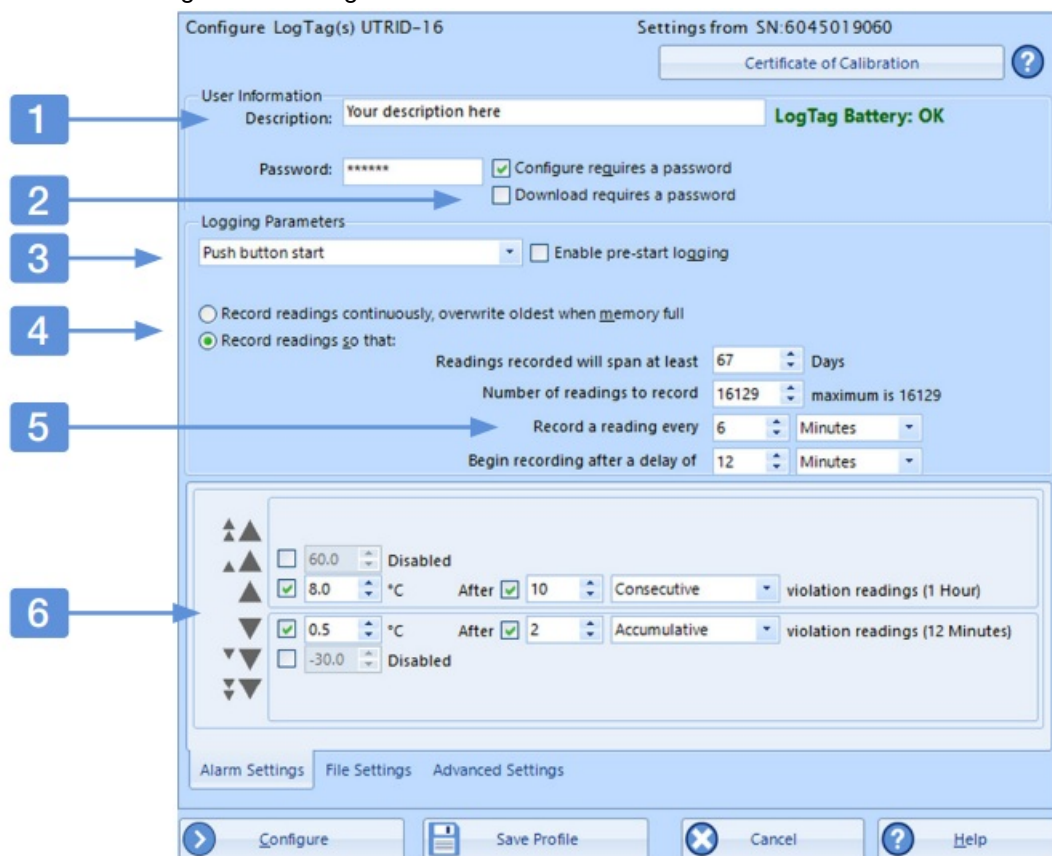 Configure LogTag(s) UTRID-16 Settings from SN:6045019060
Certificate of Calibration ?
User Information
1 Description: Your description here LogTag Battery: OK
Password: ****** Configure requires a password
2 Download requires a password
Logging Parameters
3 Push button start Enable pre-start logging
Record readings continuously, overwrite oldest when memory full
4 Record readings so that:
Readings recorded will span at least 67 Days
Number of readings to record 16129 maximum is 16129
5 Record a reading every 6 Minutes
Begin recording after a delay of 12 Minutes
60.0 Disabled
8.0 °C After 10 Consecutive violation readings (1 Hour)
6
0.5 °C After 2 Accumulative violation readings (12 Minutes)
-30.0 Disabled
Alarm Settings File Settings Advanced Settings
Configure Save Profile Cancel ? Help